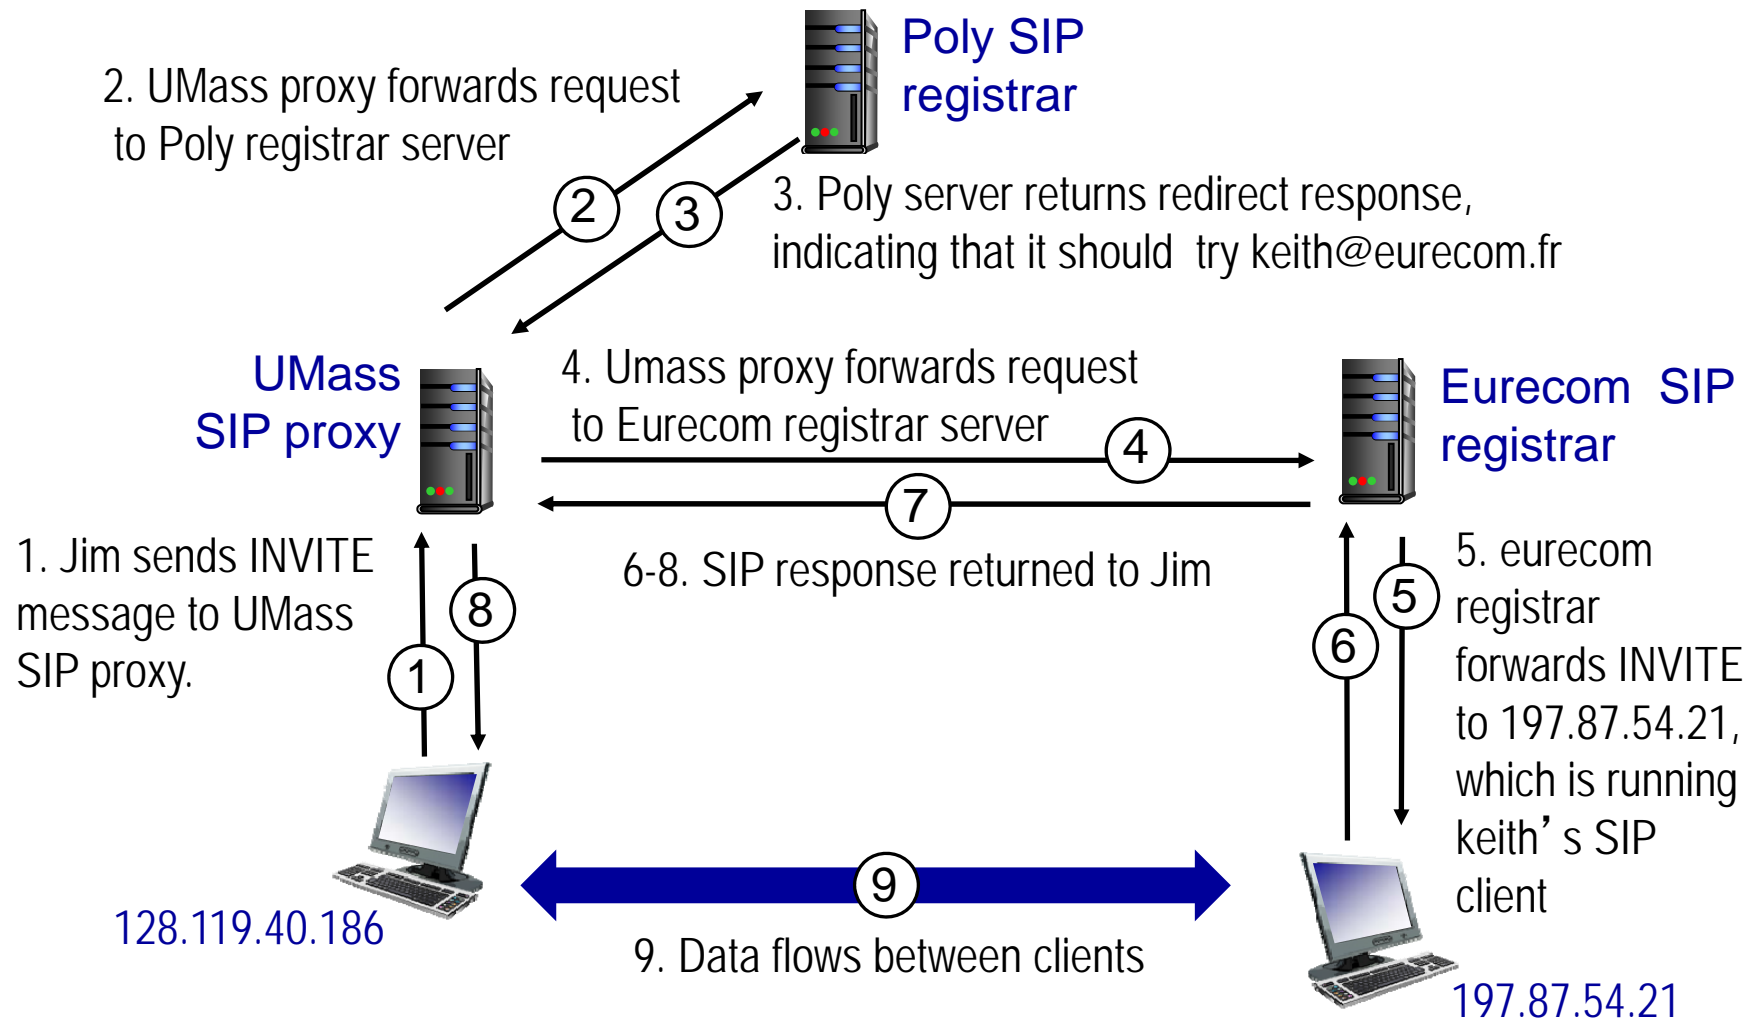 Poly SIP
registrar
2. UMass proxy forwards request
to Poly registrar server
2
3
3. Poly server returns redirect response,
indicating that it should try keith@eurecom.fr
UMass
SIP proxy
4. Umass proxy forwards request
to Eurecom registrar server
4
Eurecom SIP
registrar
7
1. Jim sends INVITE
message to UMass
SIP proxy.
8
1
6-8. SIP response returned to Jim
5
6
5. eurecom
registrar
forwards INVITE
to 197.87.54.21,
which is running
keith’s SIP
client
9
128.119.40.186
9. Data flows between clients
197.87.54.21